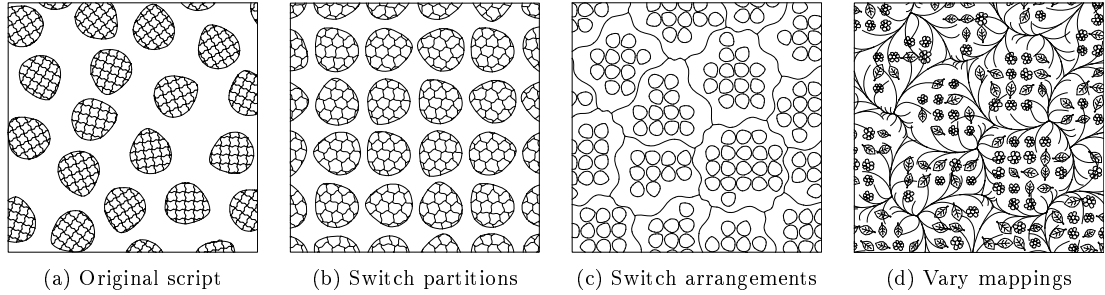 (a) Original script
(b) Switch partitions
(c) Switch arrangements
(d) Vary mappings